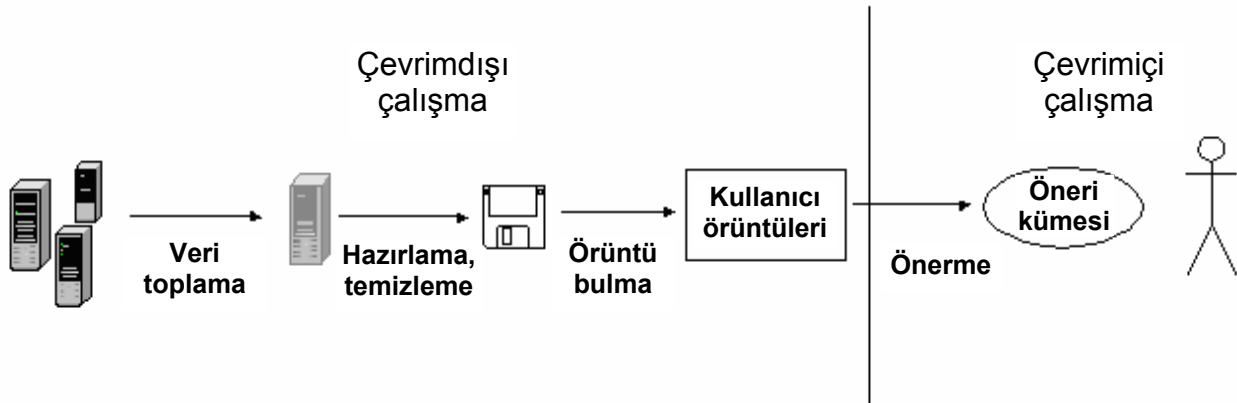 Çevrimdışı
çalışma
Çevrimiçi
çalışma
Veri
toplama
Hazırlama,
temizleme
Örüntü
bulma
Kullanıcı
örüntüleri
Önerme
Öneri
kümesi